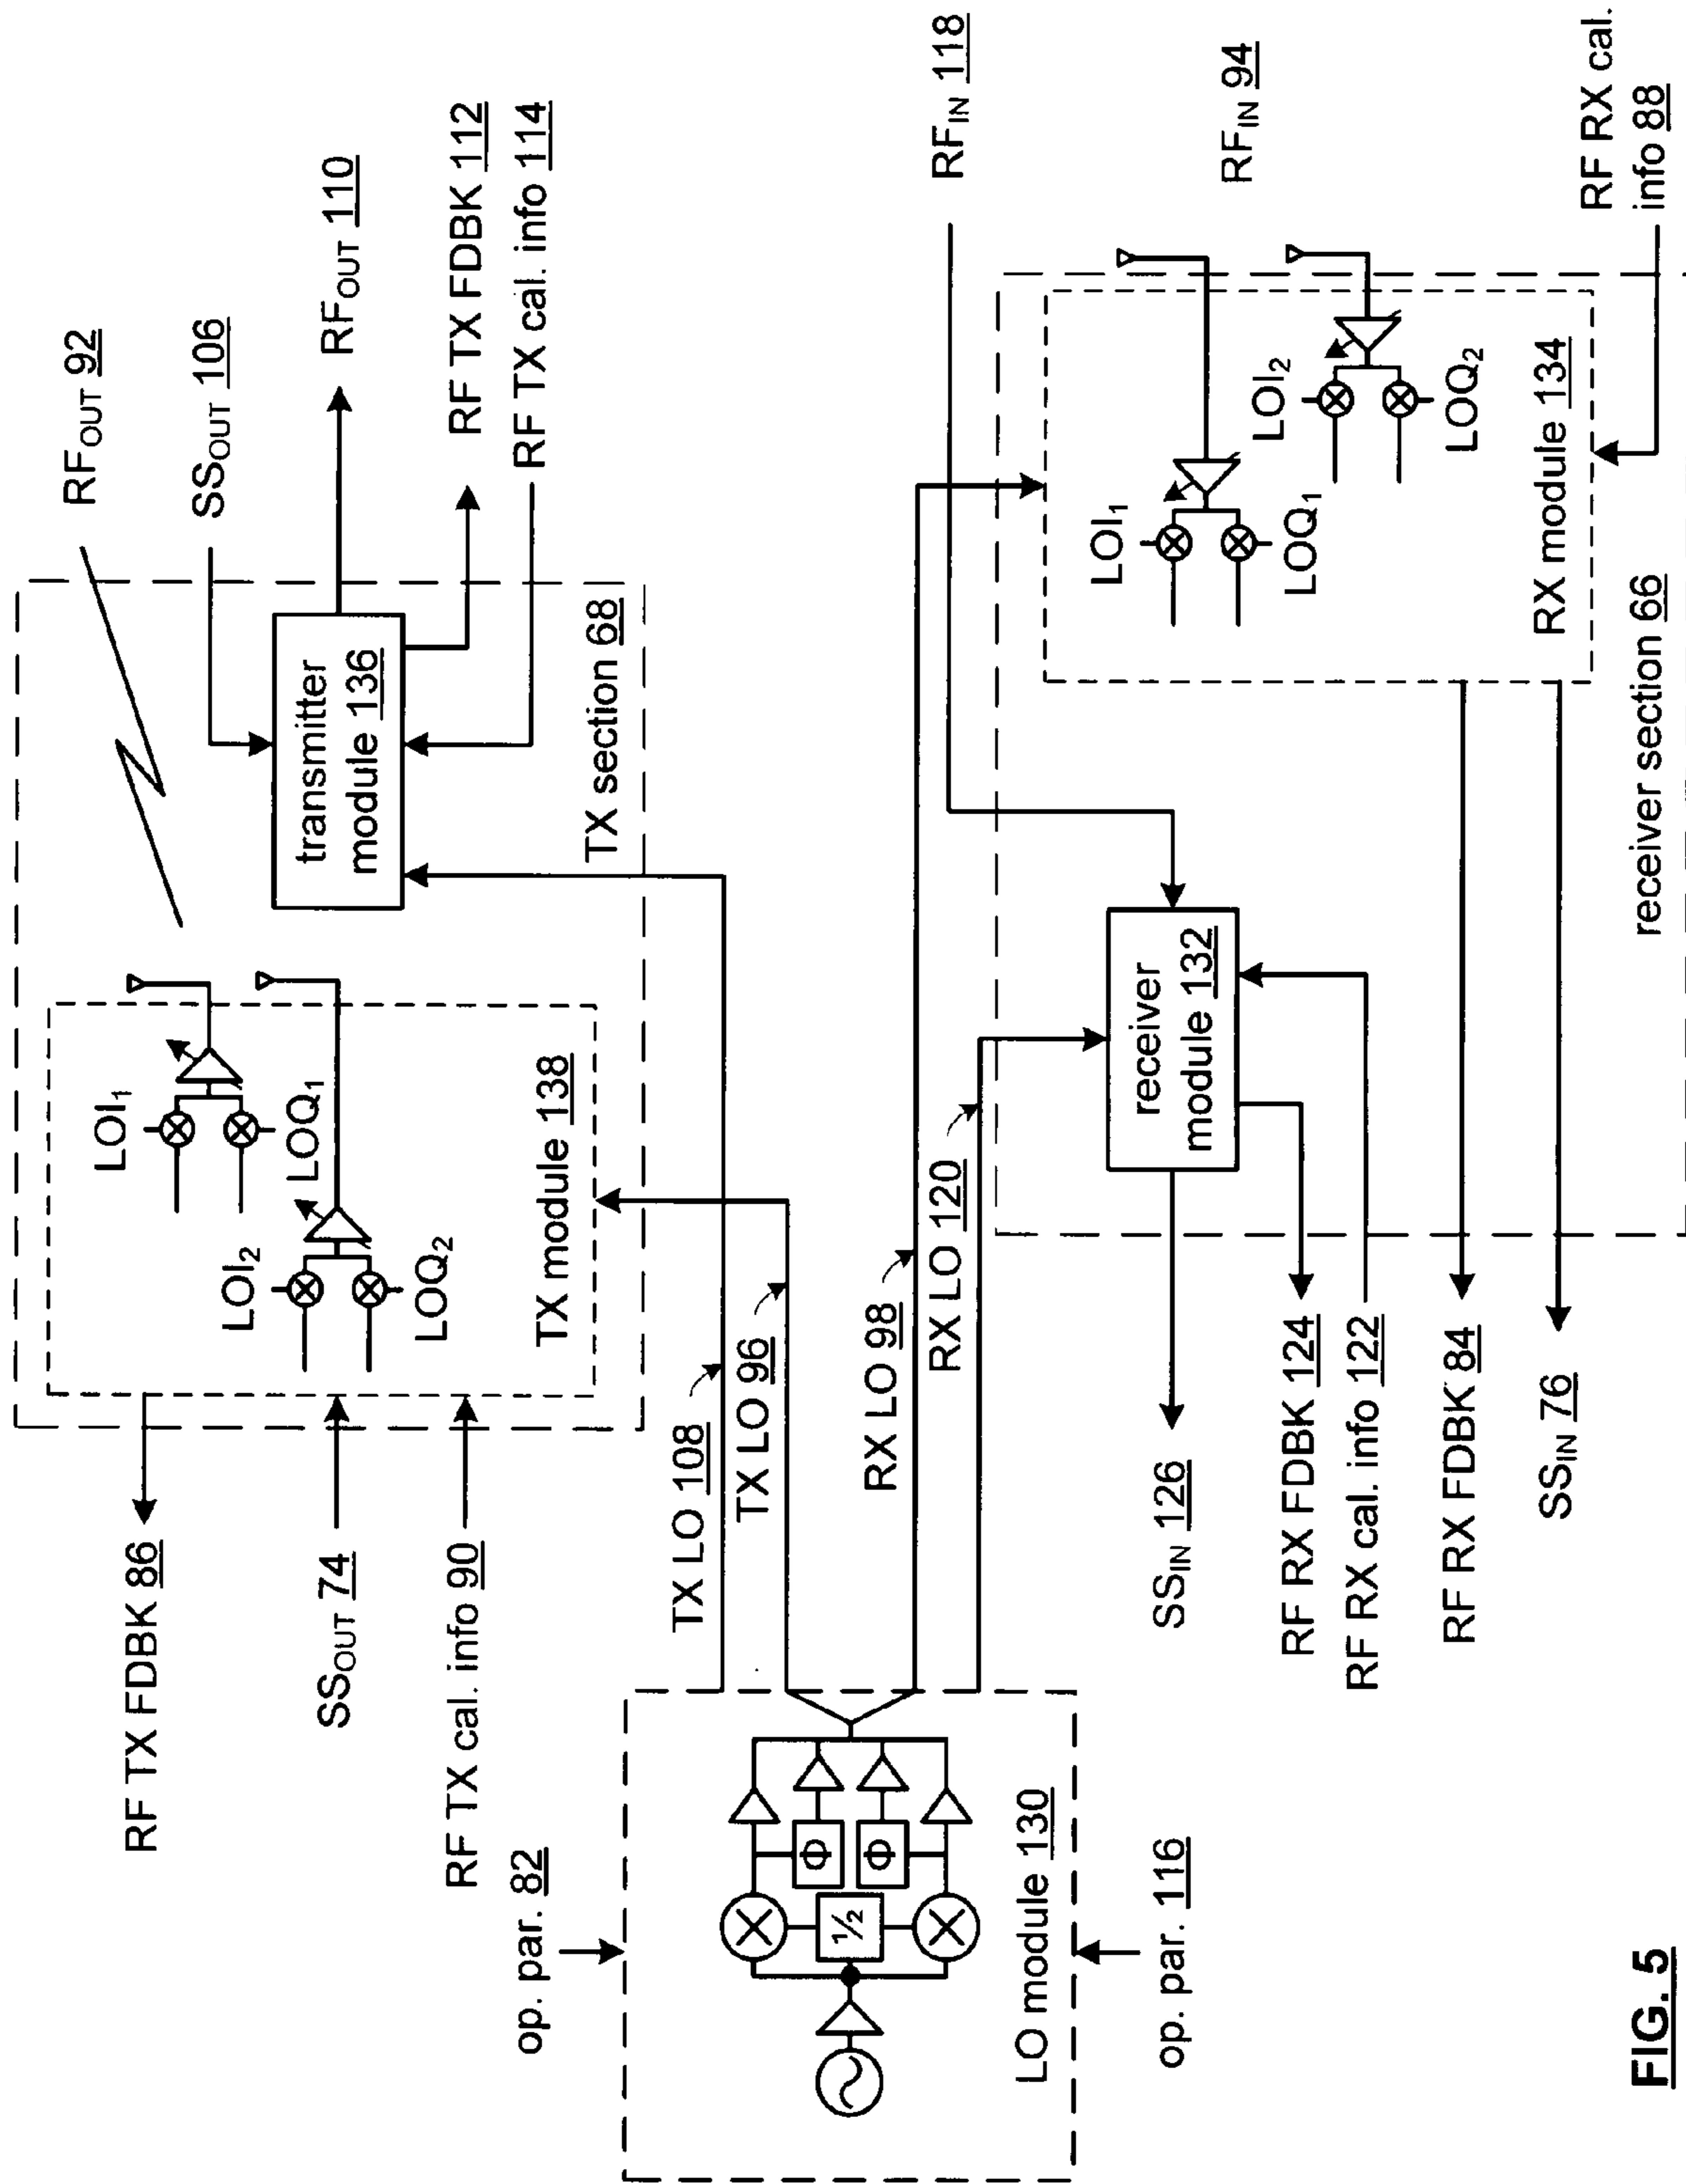 RF TX FDBK 86
SSOUT 74
RF TX cal. info 90
op. par. 82
LO module 130
op. par. 116
½
Φ
Φ
TX LO 108
TX LO 96
RX LO 98
RX LO 120
LOI1
LOQ1
LOI2
LOQ2
TX module 138
RFOUT 92
SSOUT 106
transmitter
module 136
TX section 68
RFOUT 110
RF TX FDBK 112
RF TX cal. info 114
RFIN 118
RFIN 94
receiver
module 132
LOI1
LOQ1
LOI2
LOQ2
RX module 134
RF RX cal.
info 88
receiver section 66
SSIN 126
RF RX FDBK 124
RF RX cal. info 122
RF RX FDBK 84
SSIN 76
FIG. 5